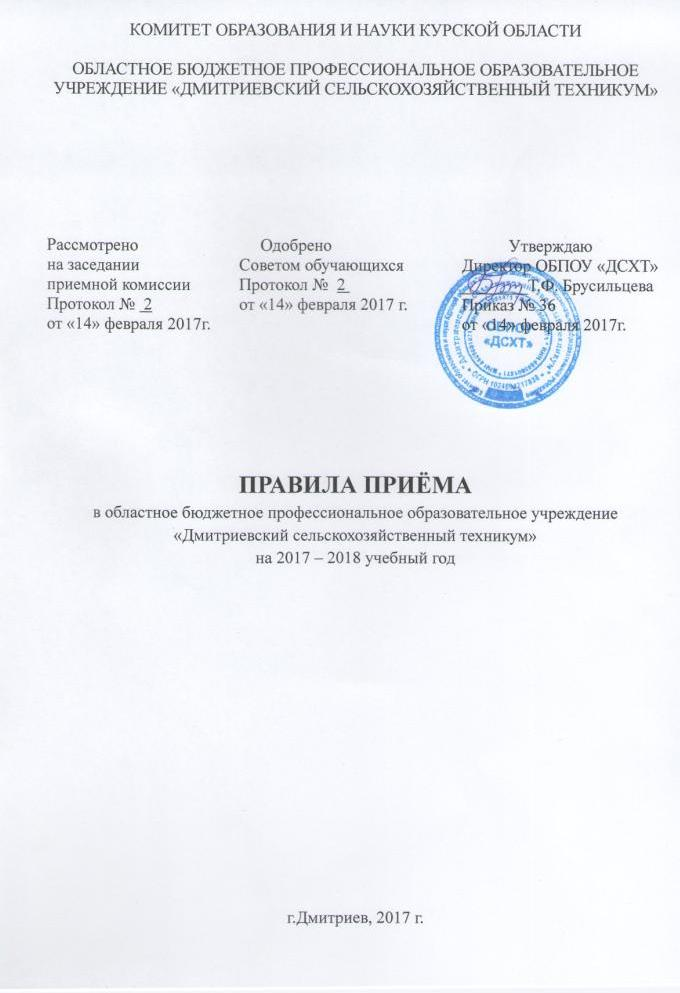 КОМИТЕТ ОБРАЗОВАНИЯ И НАУКИ КУРСКОЙ ОБЛАСТИ
ОБЛАСТНОЕ БЮДЖЕТНОЕ ПРОФЕССИОНАЛЬНОЕ ОБРАЗОВАТЕЛЬНОЕ
УЧРЕЖДЕНИЕ «ДМИТРИЕВСКИЙ СЕЛЬСКОХОЗЯЙСТВЕННЫЙ ТЕХНИКУМ»
Рассмотрено
на заседании
приемной комиссии
Протокол № 2
от «14» февраля 2017г.
Одобрено
Советом обучающихся
Протокол № 2
от «14» февраля 2017 г.
Утверждаю
Директор ОБПОУ «ДСХТ»
Т.Ф. Брусильцева
Приказ № 36
от «14» февраля 2017г.
ОБПОУ
«ДСХТ»
ПРАВИЛА ПРИЁМА
в областное бюджетное профессиональное образовательное учреждение
«Дмитриевский сельскохозяйственный техникум»
на 2017 – 2018 учебный год
г.Дмитриев, 2017 г.